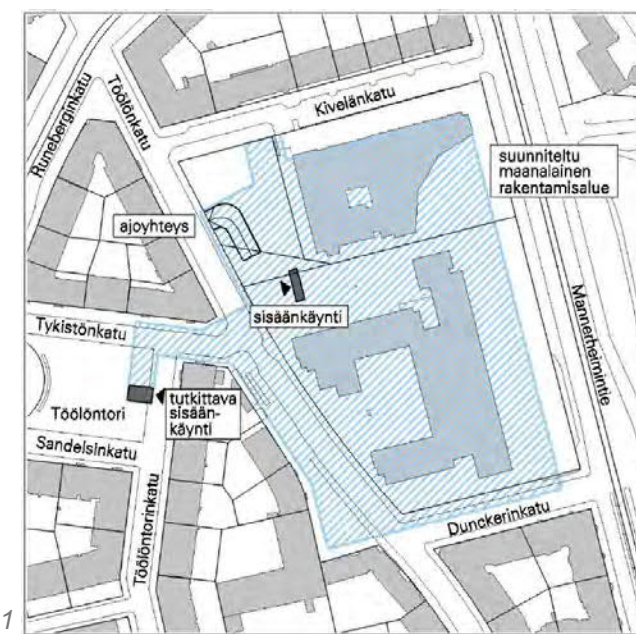 Kivelänkatu
Töölönkatu
Runeberginkatu
suunniteltu
maanalainen
rakentamisalue
ajoyhteys
sisäänkäynti
Mannerheimintie
Tykistönkatu
tutkittava
sisään-
käynti
Töölöntori
Sandelsinkatu
Töölöntorinkatu
Dunckerinkatu
1